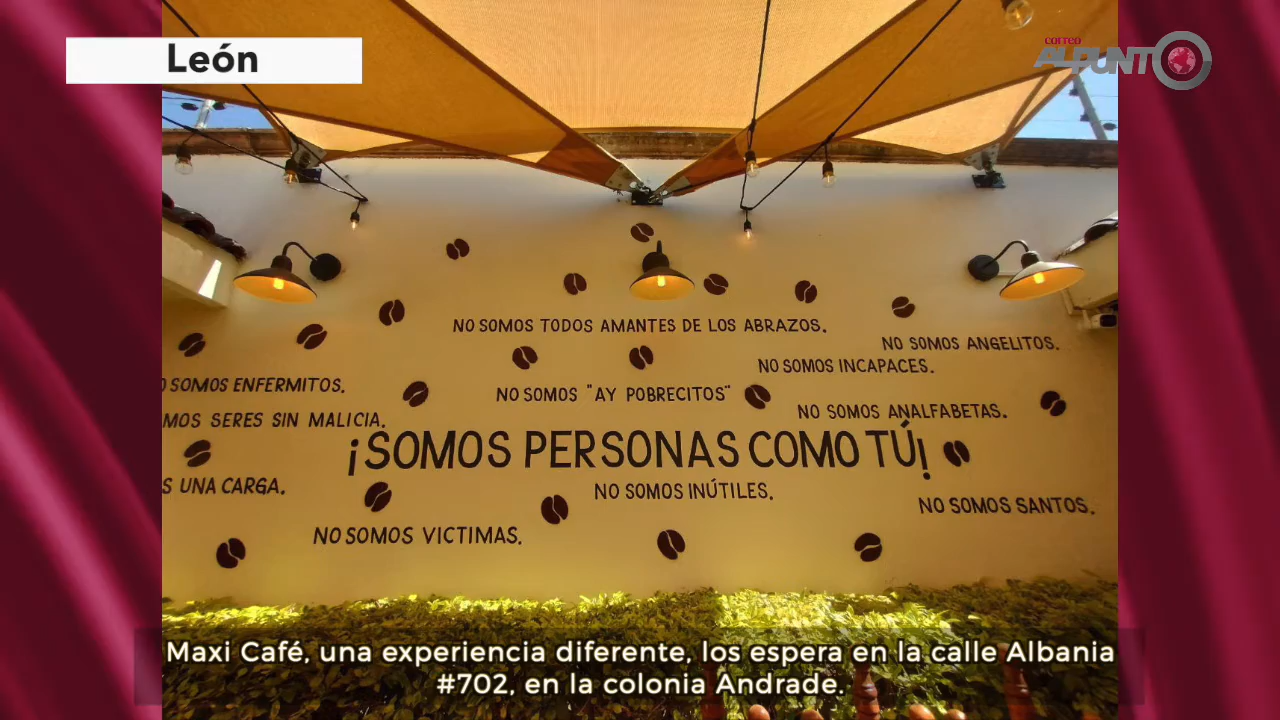 León
CORREO
AL PUNTO
NO SOMOS TODOS AMANTES DE LOS ABRAZOS.
NO SOMOS ANGELITOS.
NO SOMOS INCAPACES.
SOMOS ENFERMITOS.
NO SOMOS "AY POBRECITOS"
NO SOMOS ANALFABETAS.
MOS SERES SIN MALICIA.
¡SOMOS PERSONAS COMO TÚ!
S UNA CARGA.
NO SOMOS INÚTILES.
NO SOMOS SANTOS.
NO SOMOS VICTIMAS.
Maxi Café, una experiencia diferente, los espera en la calle Albania
#702, en la colonia Andrade.